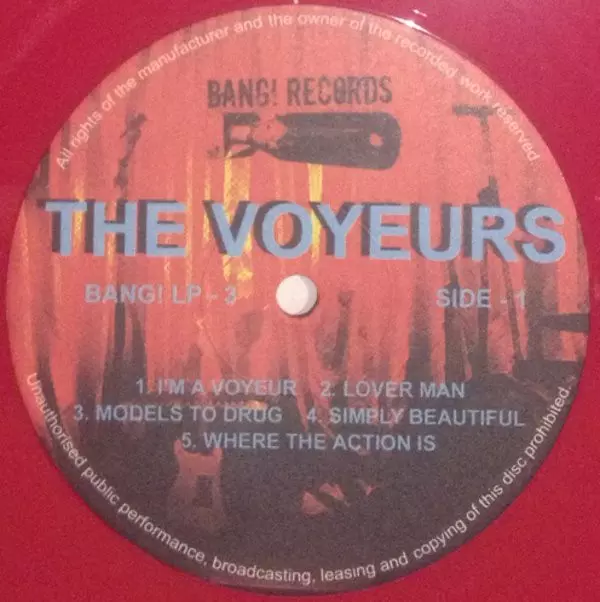 All rights of the manufacturer and the owner of the recorded work reserved
BANG! RECORDS
THE VOYEURS
BANG! LP - 3
SIDE - 1
1. I'M A VOYEUR 2. LOVER MAN
3. MODELS TO DRUG 4. SIMPLY BEAUTIFUL
5. WHERE THE ACTION IS
Unauthorised public performance, broadcasting, leasing and copying of this disc prohibited.